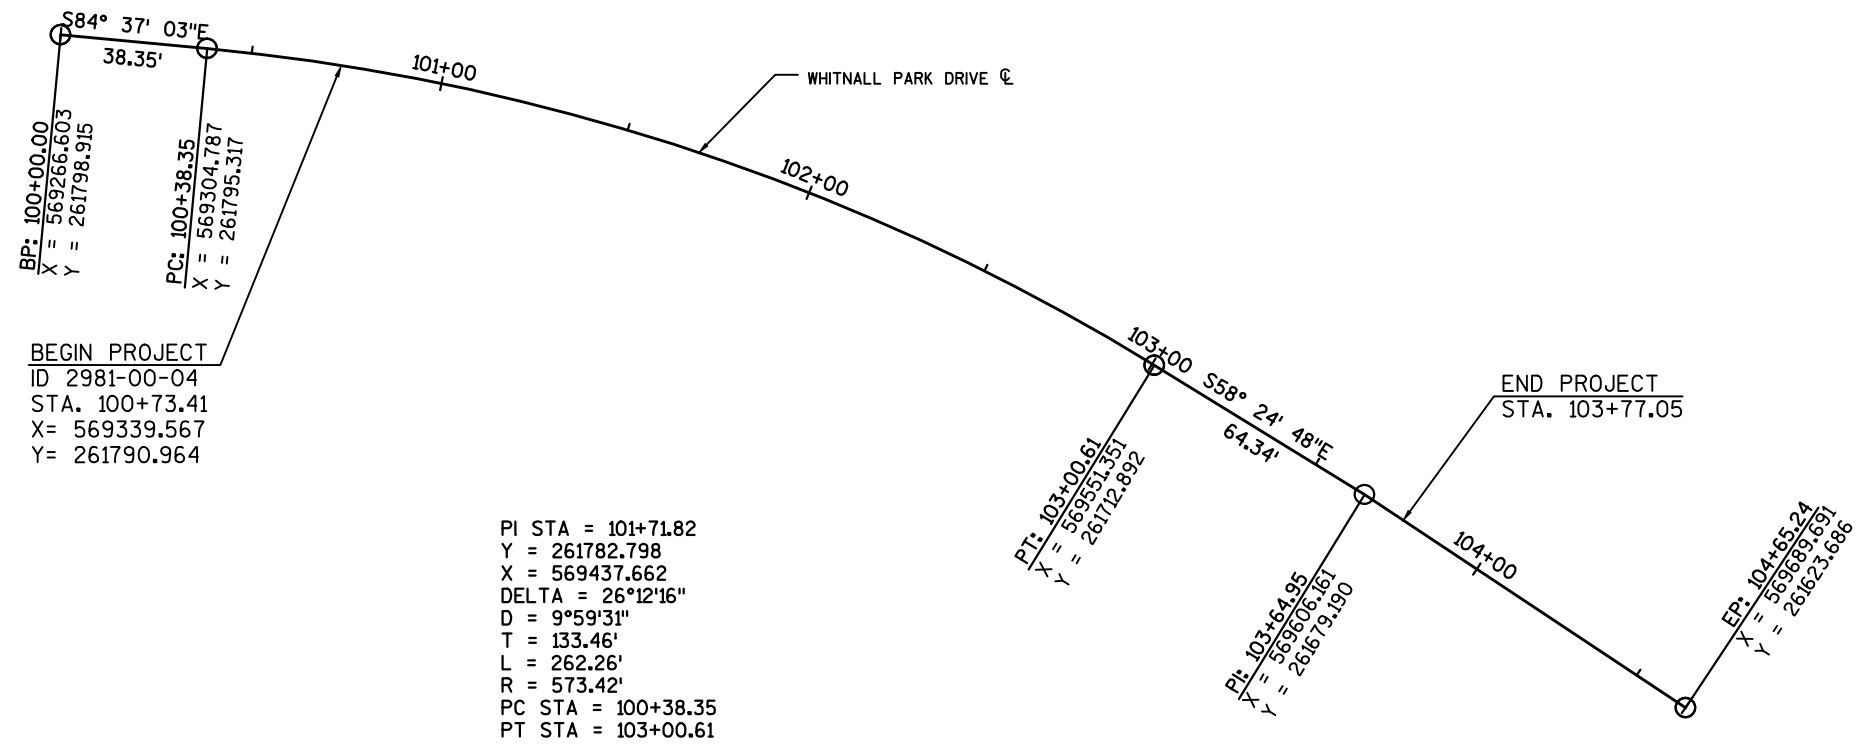 S84° 37' 03"E
38.35'
101+00
WHITNALL PARK DRIVE ℄
BP: 100+00.00
X = 569266.603
Y = 261798.915
PC: 100+38.35
X = 569304.787
Y = 261795.317
102+00
BEGIN PROJECT
ID 2981-00-04
STA. 100+73.41
X= 569339.567
Y= 261790.964
103+00
S58° 24' 48"E
64.34'
END PROJECT
STA. 103+77.05
PT: 103+00.61
X = 569551.351
Y = 261712.892
PI STA = 101+71.82
Y = 261782.798
X = 569437.662
DELTA = 26°12'16"
D = 9°59'31"
T = 133.46'
L = 262.26'
R = 573.42'
PC STA = 100+38.35
PT STA = 103+00.61
104+00
PI: 103+64.95
X = 569606.161
Y = 261679.190
EP: 104+65.24
X = 569689.691
Y = 261623.686